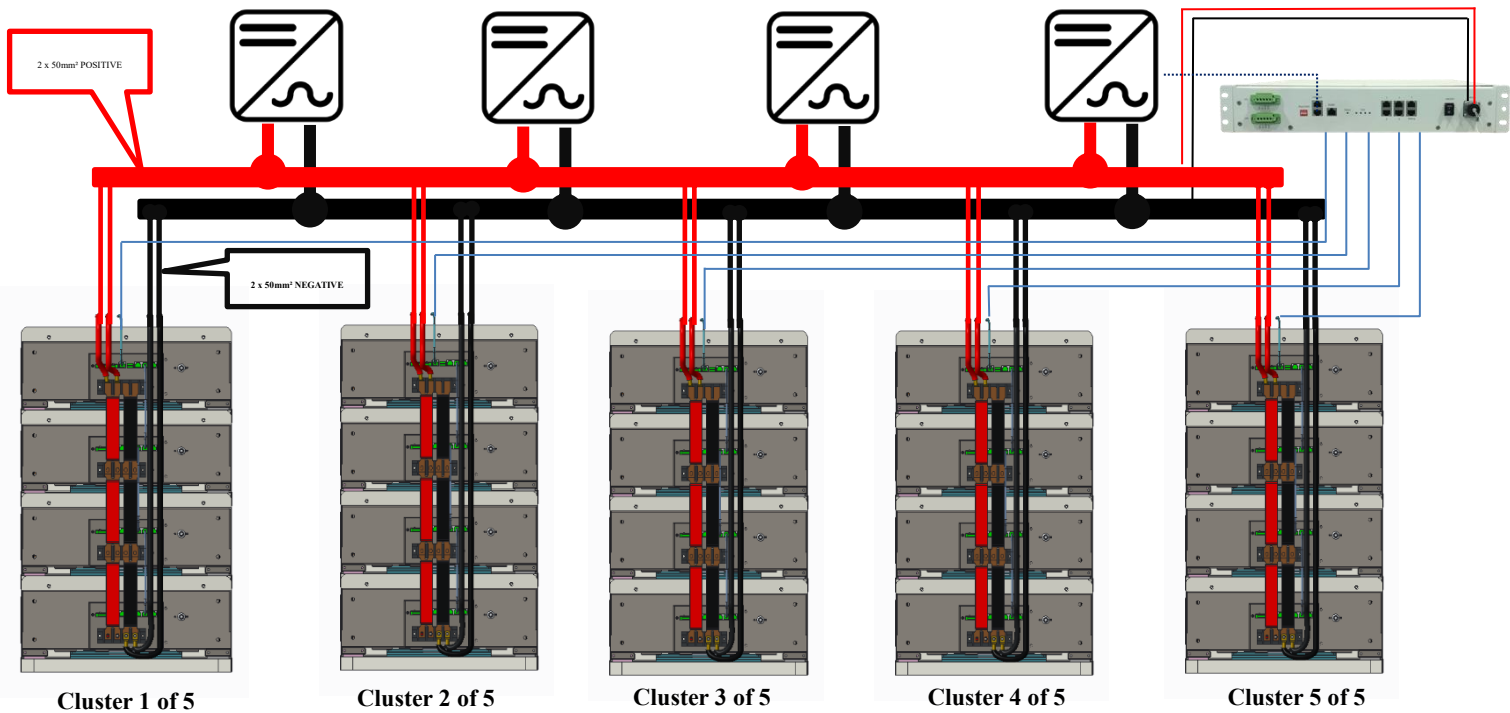 2 x 50mm² POSITIVE
2 x 50mm² NEGATIVE
Cluster 1 of 5
Cluster 2 of 5
Cluster 3 of 5
Cluster 4 of 5
Cluster 5 of 5